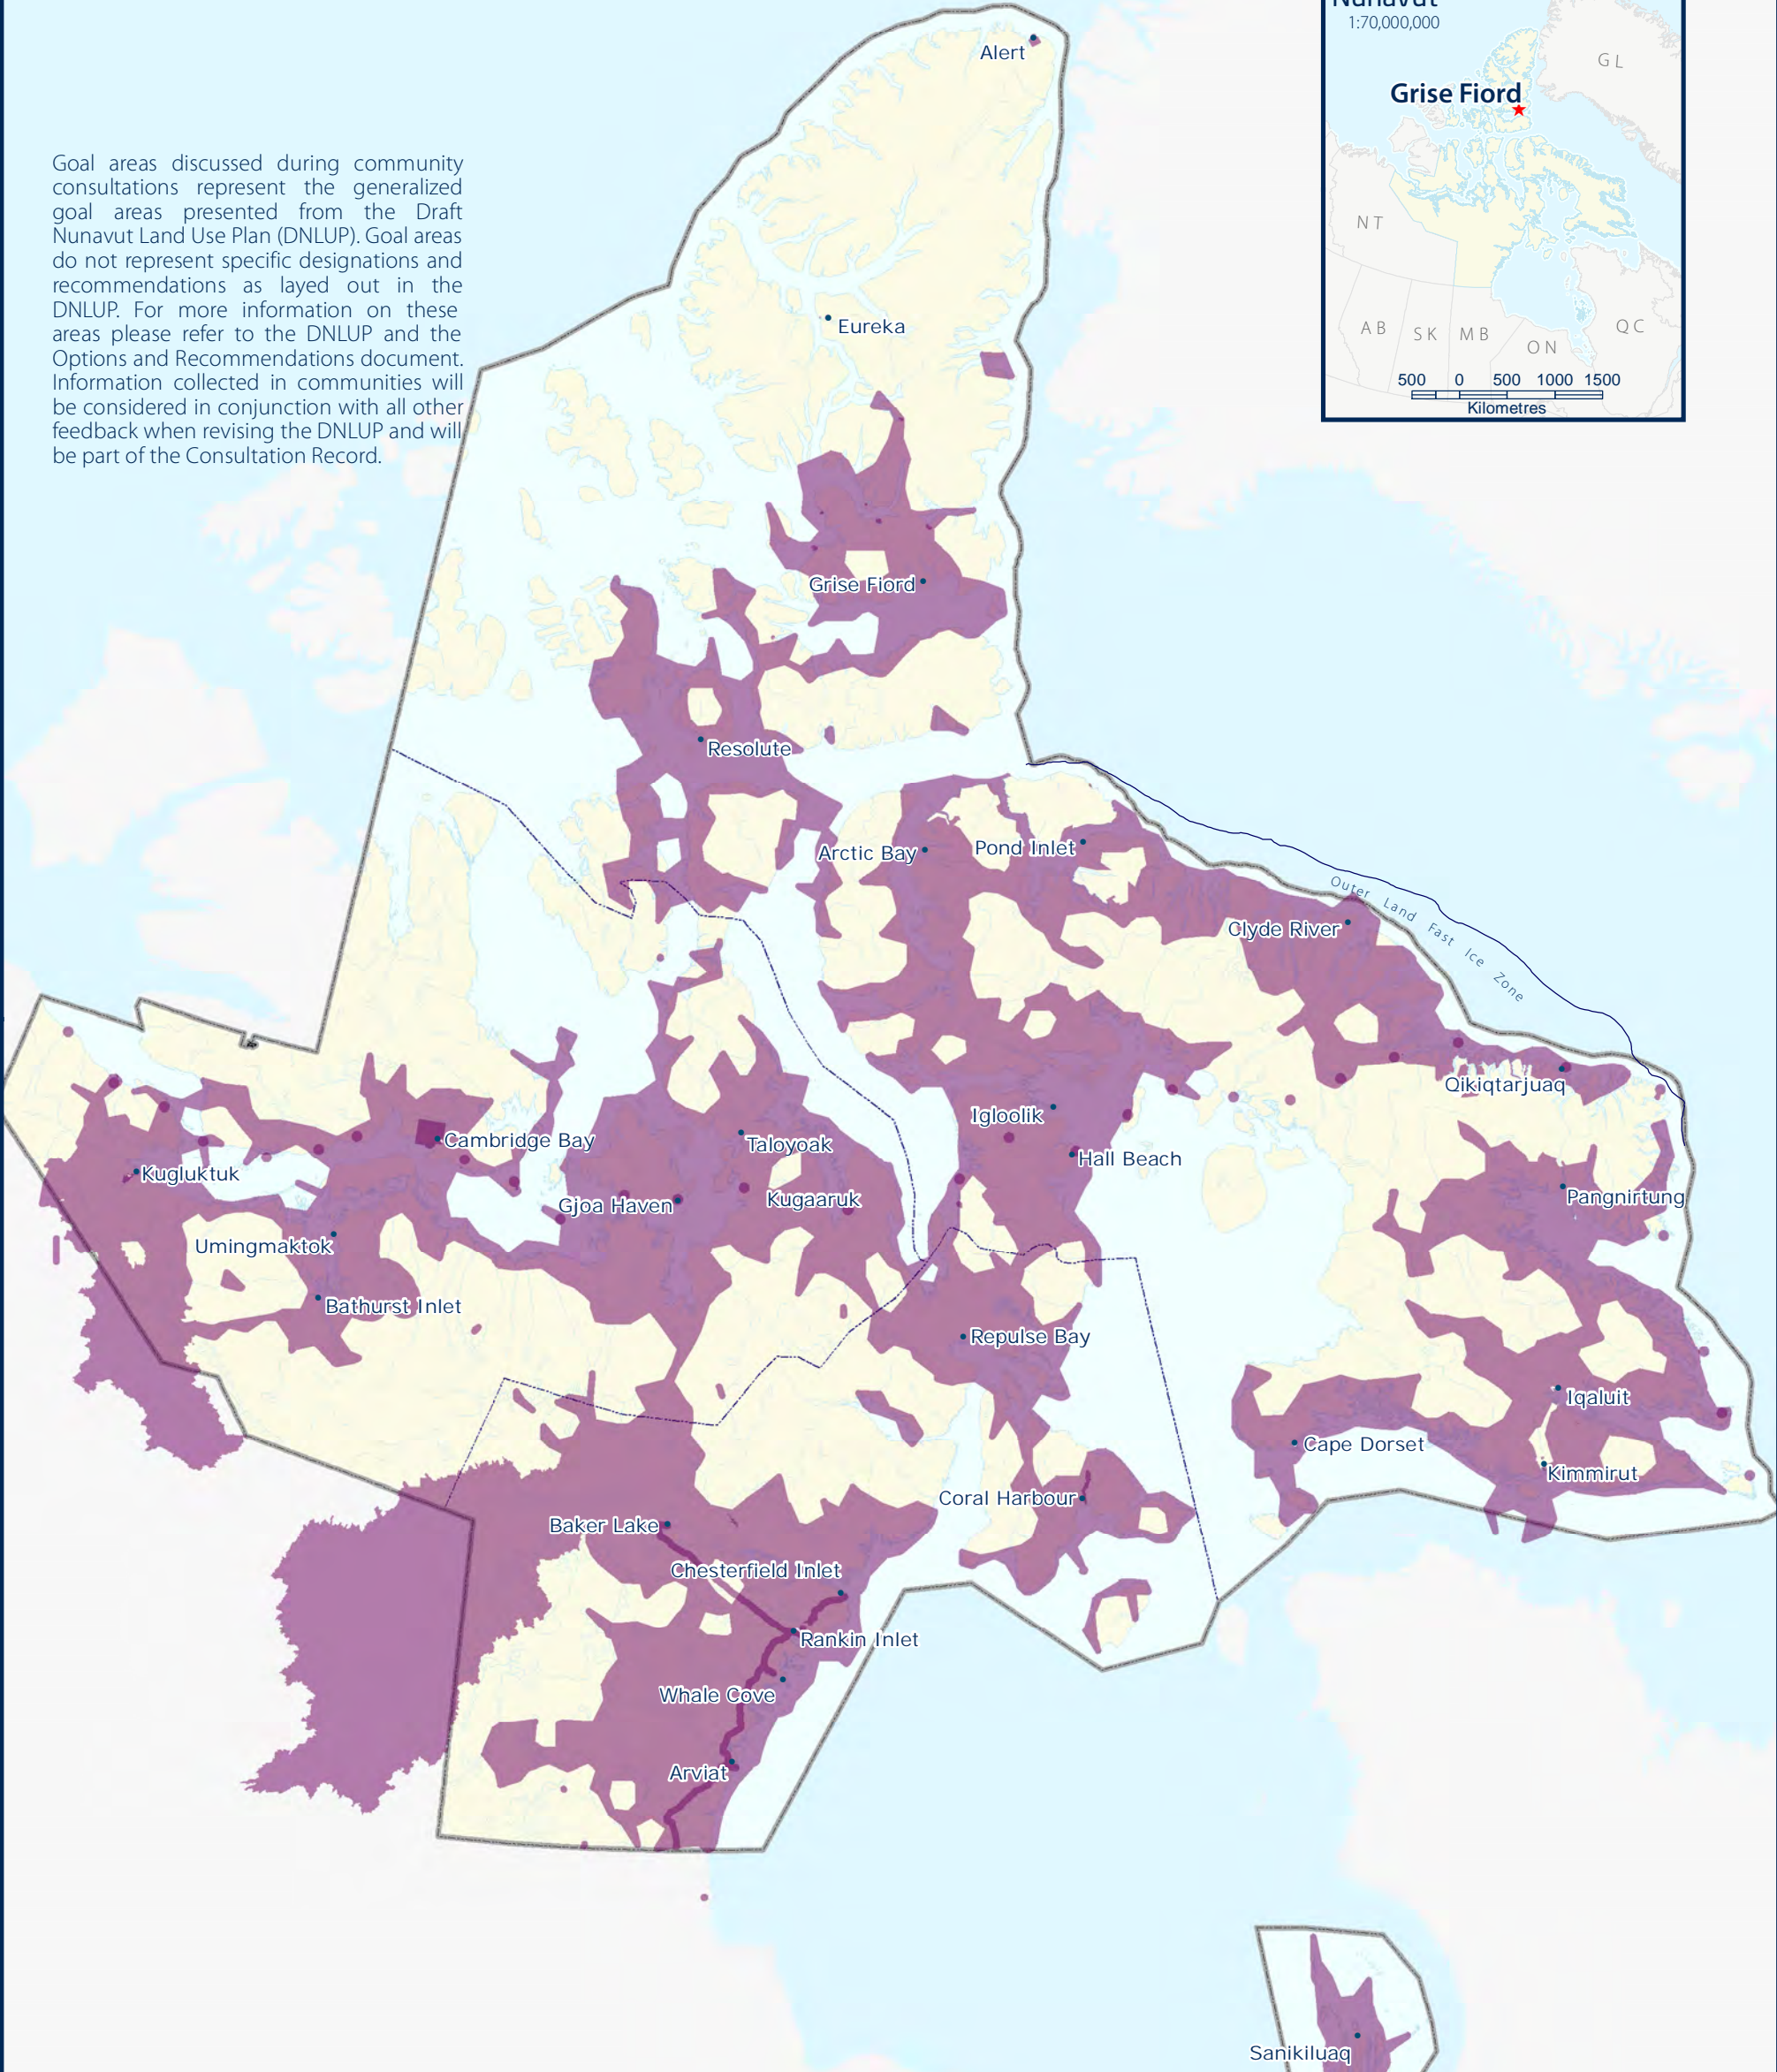 Nunavut
1:70,000,000
GL
Grise Fiord
NT
AB
SK
MB
ON
QC
500 0 500 1000 1500
Kilometres
Goal areas discussed during community
consultations represent the generalized
goal areas presented from the Draft
Nunavut Land Use Plan (DNLUP). Goal areas
do not represent specific designations and
recommendations as layed out in the
DNLUP. For more information on these
areas please refer to the DNLUP and the
Options and Recommendations document.
Information collected in communities will
be considered in conjunction with all other
feedback when revising the DNLUP and will
be part of the Consultation Record.
Alert
Eureka
Grise Fiord
Resolute
Arctic Bay
Pond Inlet
Outer Land Fast Ice Zone
Clyde River
Qikiqtarjuaq
Igloolik
Cambridge Bay
Taloyoak
Hall Beach
Kugluktuk
Gjoa Haven
Kugaaruk
Pangnirtung
Umingmaktok
Bathurst Inlet
Repulse Bay
Iqaluit
Cape Dorset
Kimmirut
Coral Harbour
Baker Lake
Chesterfield Inlet
Rankin Inlet
Whale Cove
Arviat
Sanikiluaq